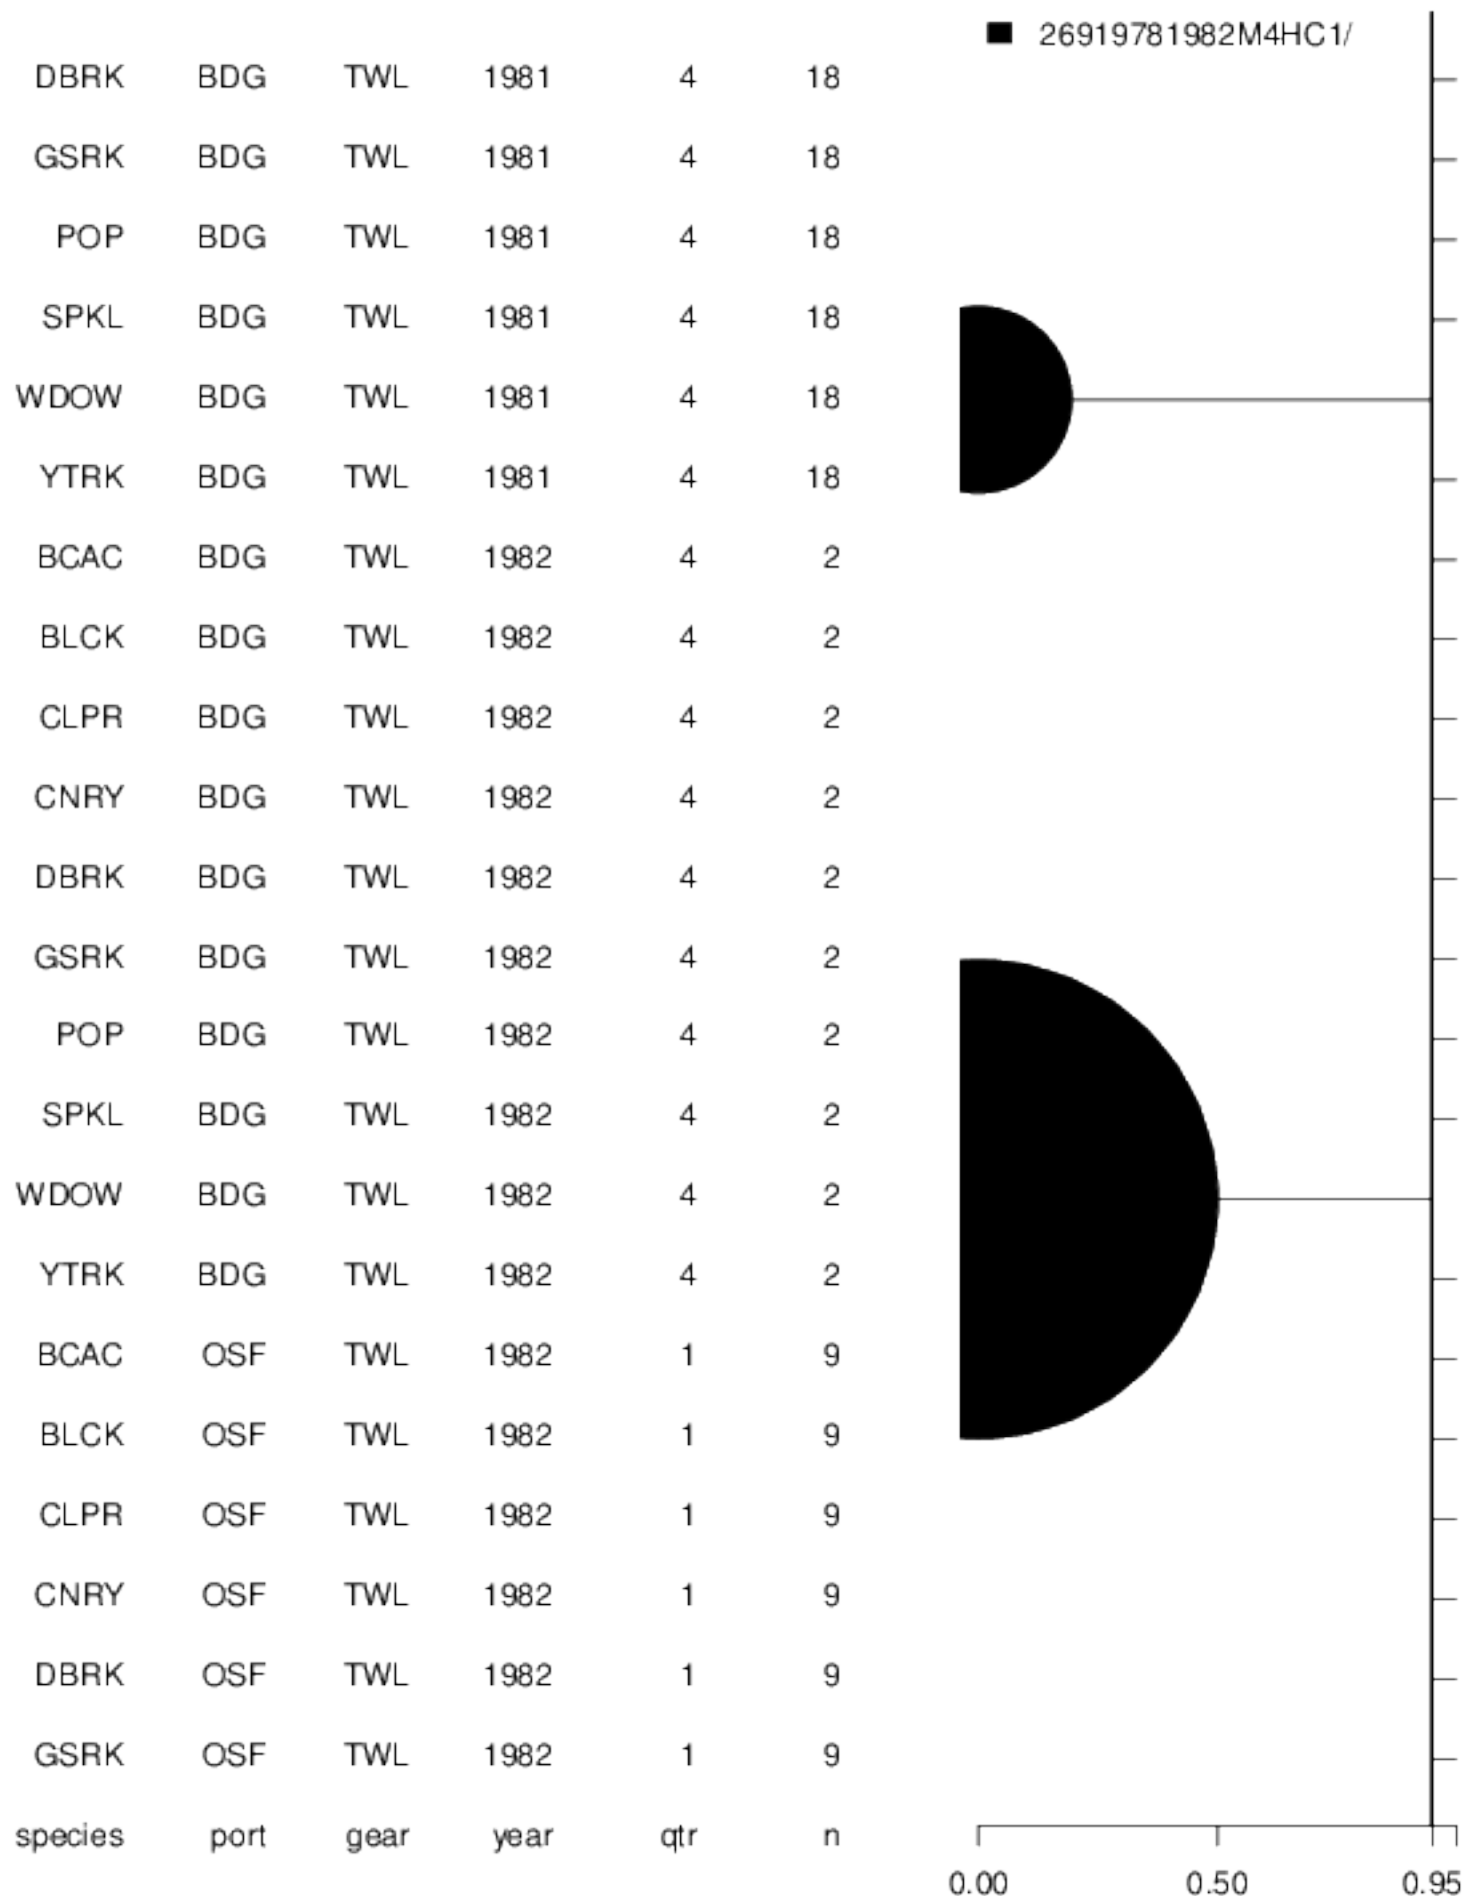 26919781982M4HC1/
DBRK BDG TWL 1981 4 18
GSRK BDG TWL 1981 4 18
POP BDG TWL 1981 4 18
SPKL BDG TWL 1981 4 18
WDOW BDG TWL 1981 4 18
YTRK BDG TWL 1981 4 18
BCAC BDG TWL 1982 4 2
BLCK BDG TWL 1982 4 2
CLPR BDG TWL 1982 4 2
CNRY BDG TWL 1982 4 2
DBRK BDG TWL 1982 4 2
GSRK BDG TWL 1982 4 2
POP BDG TWL 1982 4 2
SPKL BDG TWL 1982 4 2
WDOW BDG TWL 1982 4 2
YTRK BDG TWL 1982 4 2
BCAC OSF TWL 1982 1 9
BLCK OSF TWL 1982 1 9
CLPR OSF TWL 1982 1 9
CNRY OSF TWL 1982 1 9
DBRK OSF TWL 1982 1 9
GSRK OSF TWL 1982 1 9
species port gear year qtr n
0.00 0.50 0.95